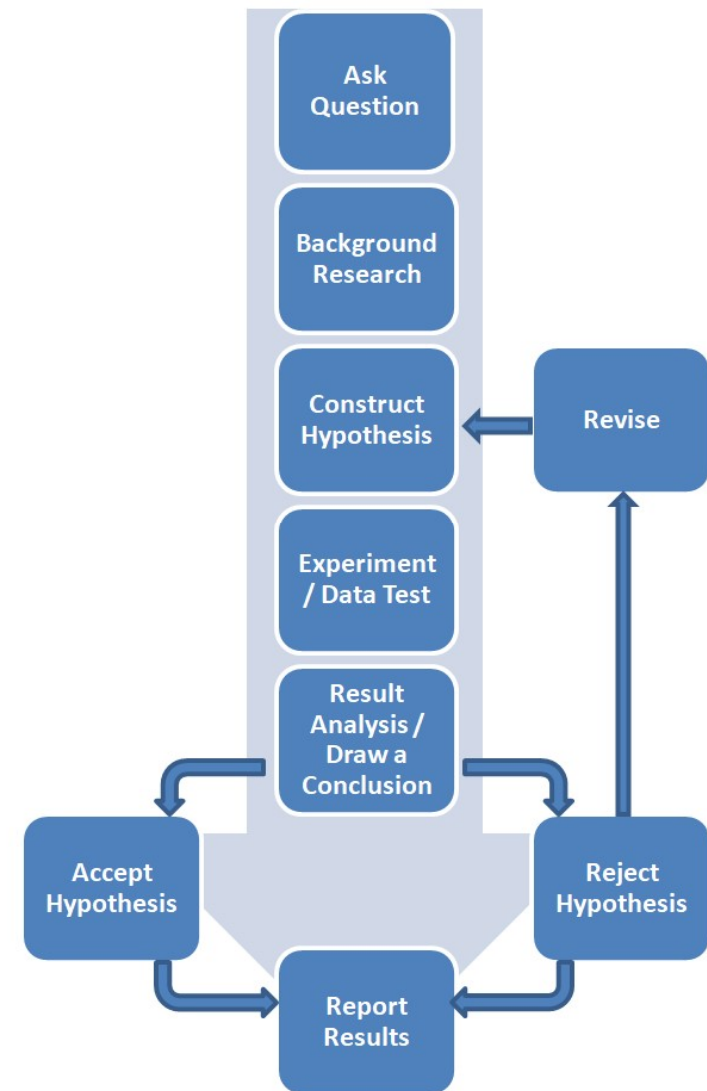 Ask
Question
Background
Research
Construct
Hypothesis
Revise
Experiment
/ Data Test
Result
Analysis /
Draw a
Conclusion
Accept
Hypothesis
Reject
Hypothesis
Report
Results